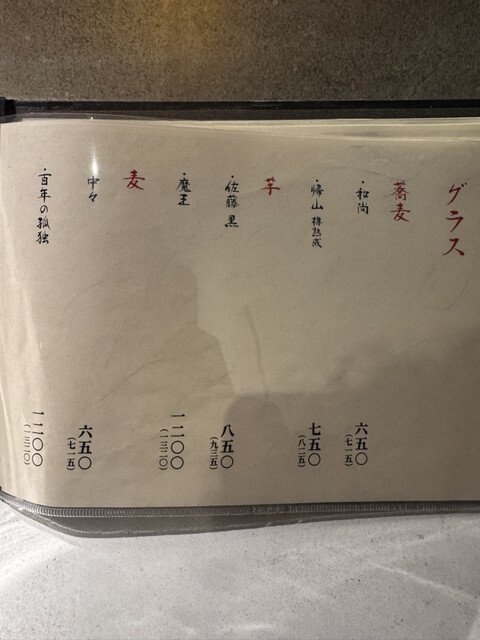 グラス
蕎麦
・和尚 六五〇
(七一五)
・帰山 樽熟成 七五〇
(八二五)
芋
・佐藤 黒 八五〇
(九三五)
・魔王 一二〇〇
(一三二〇)
麦
・中々 六五〇
(七一五)
・百年の孤独 一二〇〇
(一三二〇)